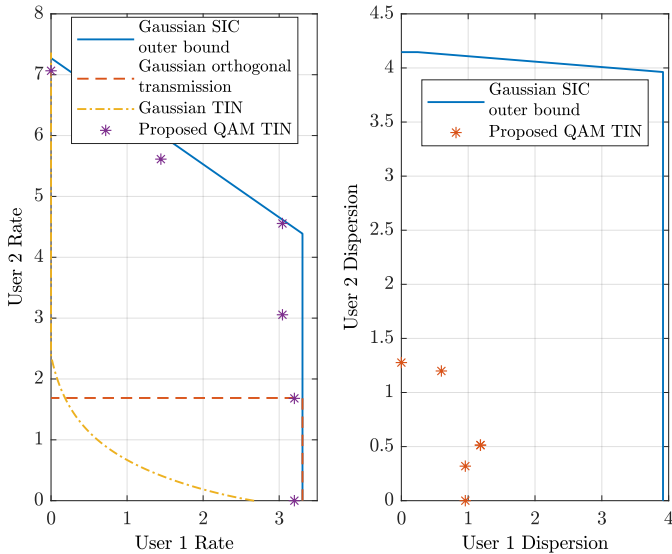 8
7
6
5
4
3
2
1
0
0
1
2
3
User 2 Rate
User 1 Rate
Gaussian SIC
outer bound
Gaussian orthogonal
transmission
Gaussian TIN
Proposed QAM TIN
4.5
4
3.5
3
2.5
2
1.5
1
0.5
0
0
1
2
3
4
User 2 Dispersion
User 1 Dispersion
Gaussian SIC
outer bound
Proposed QAM TIN